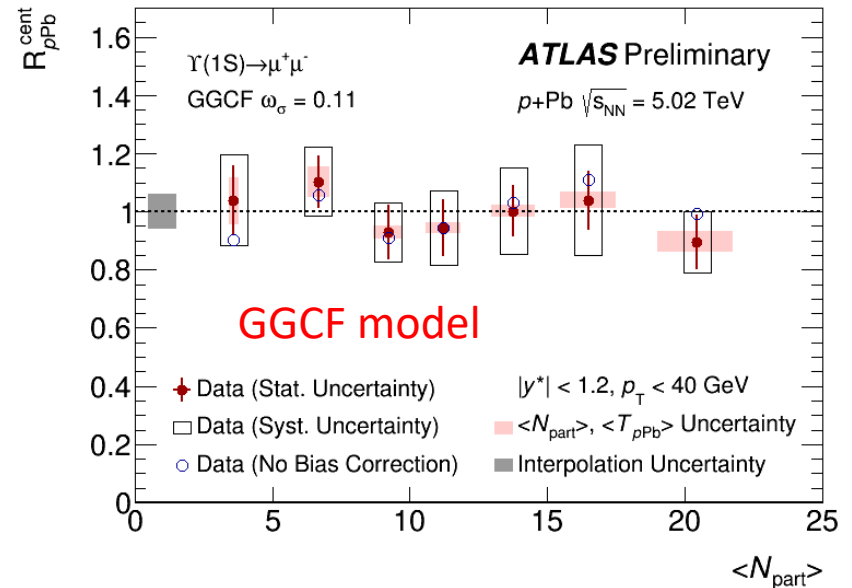 R_pPb^cent
1.6
1.4
1.2
1
0.8
0.6
0.4
0.2
0
ϒ(1S)→μ⁺μ⁻
GGCF ω_σ = 0.11
ATLAS Preliminary
p+Pb √s_NN = 5.02 TeV
GGCF model
Data (Stat. Uncertainty)
Data (Syst. Uncertainty)
Data (No Bias Correction)
|y*| < 1.2, p_T < 40 GeV
<N_part>, <T_pPb> Uncertainty
Interpolation Uncertainty
0 5 10 15 20 25
<N_part>